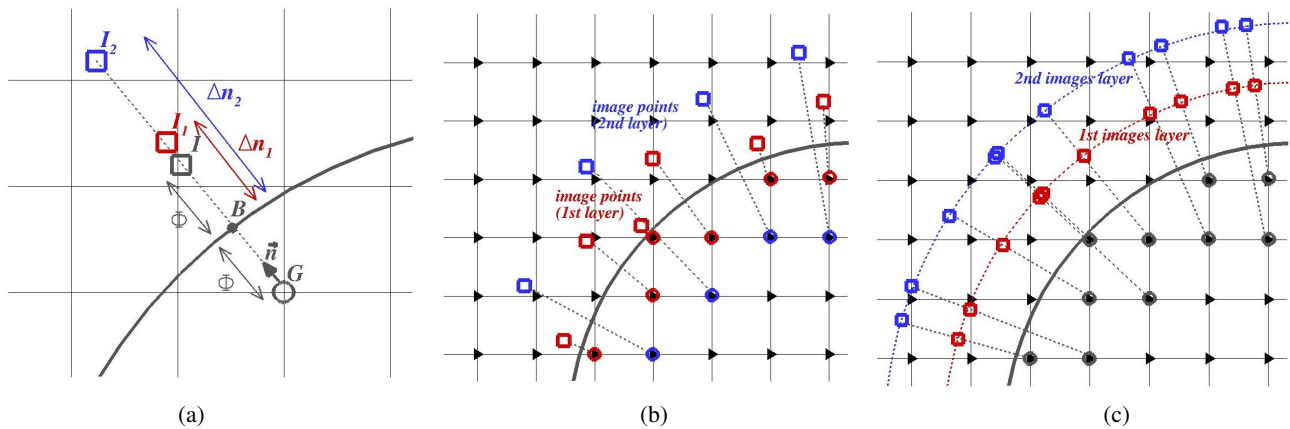 I₂
Δn₂
I₁
I
Δn₁
Φ
B
n⃗
Φ
G
(a)
image points
(2nd layer)
image points
(1st layer)
(b)
2nd images layer
1st images layer
(c)